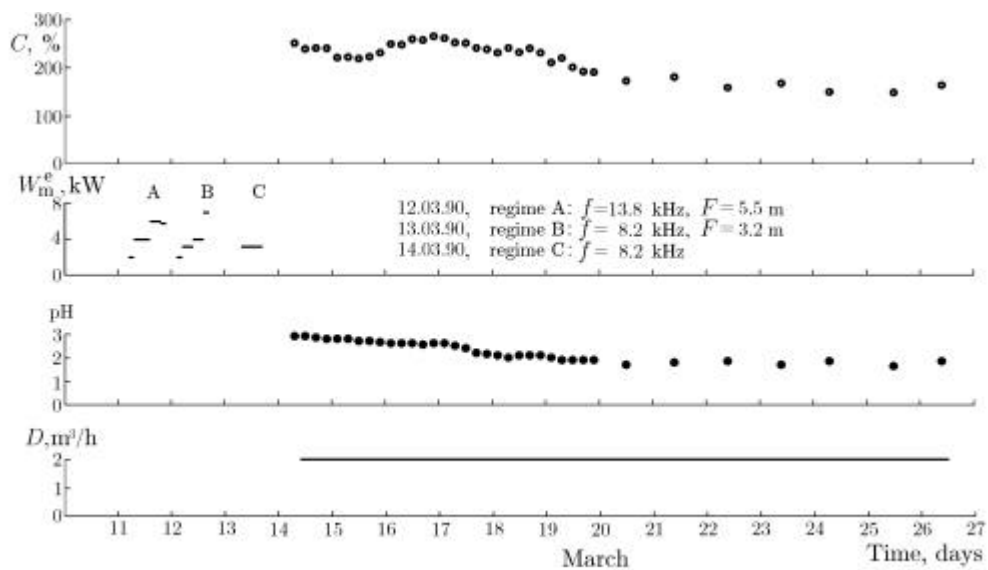 300
C, %
200
100
0
W_m^e, kW
A B C
8
4
0
12.03.90, regime A: f=13.8 kHz, F=5.5 m
13.03.90, regime B: f= 8.2 kHz, F=3.2 m
14.03.90, regime C: f= 8.2 kHz
pH
3
2
1
0
D,m³/h
2
1
0
11 12 13 14 15 16 17 18 19 20 21 22 23 24 25 26 27
March
Time, days